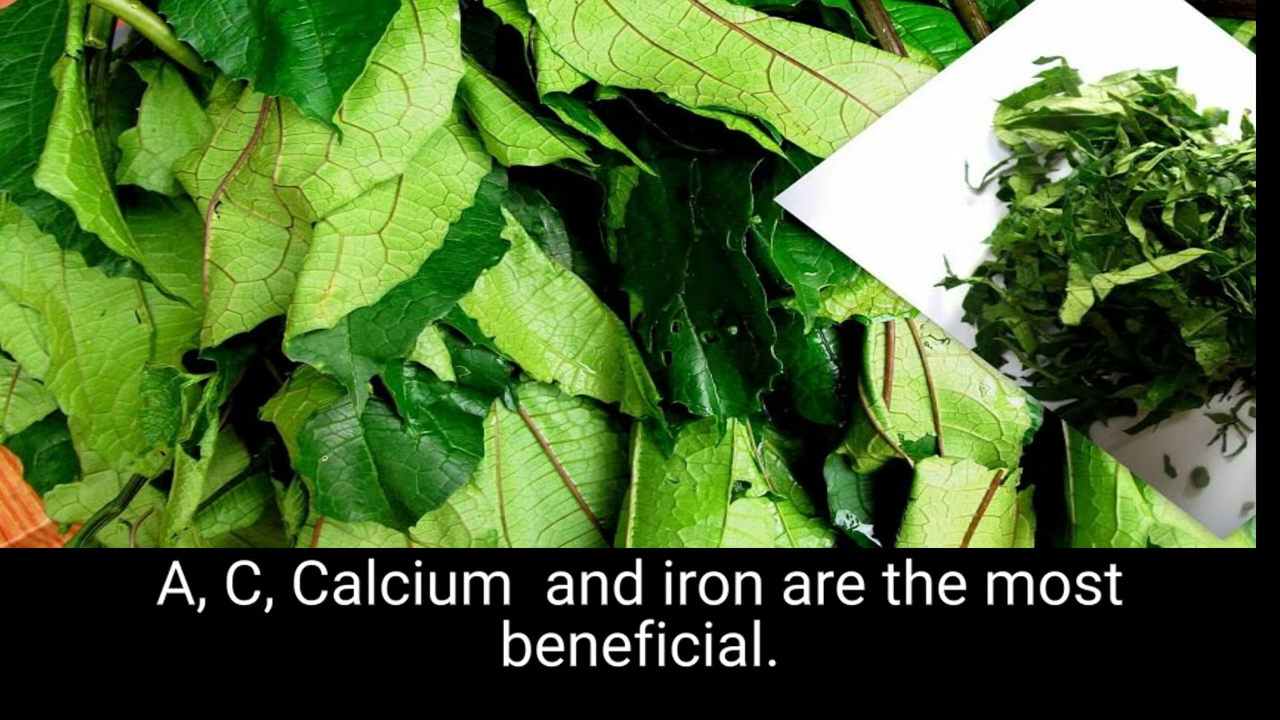 A, C, Calcium  and iron are the most
beneficial.